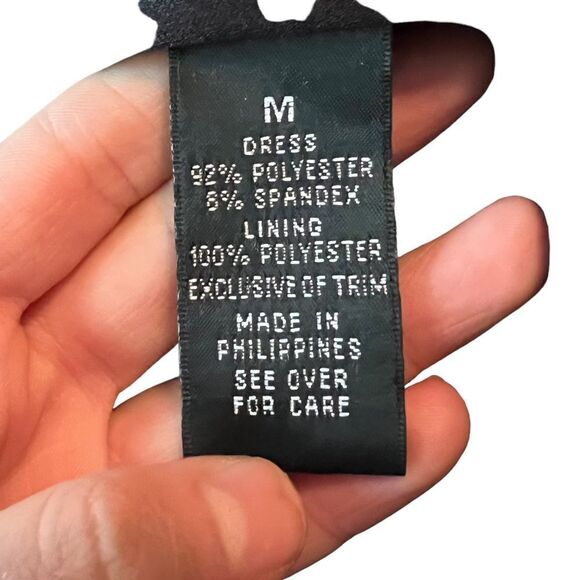 M
DRESS
92% POLYESTER
8% SPANDEX
LINING
100% POLYESTER
EXCLUSIVE OF TRIM
MADE IN
PHILIPPINES
SEE OVER
FOR CARE